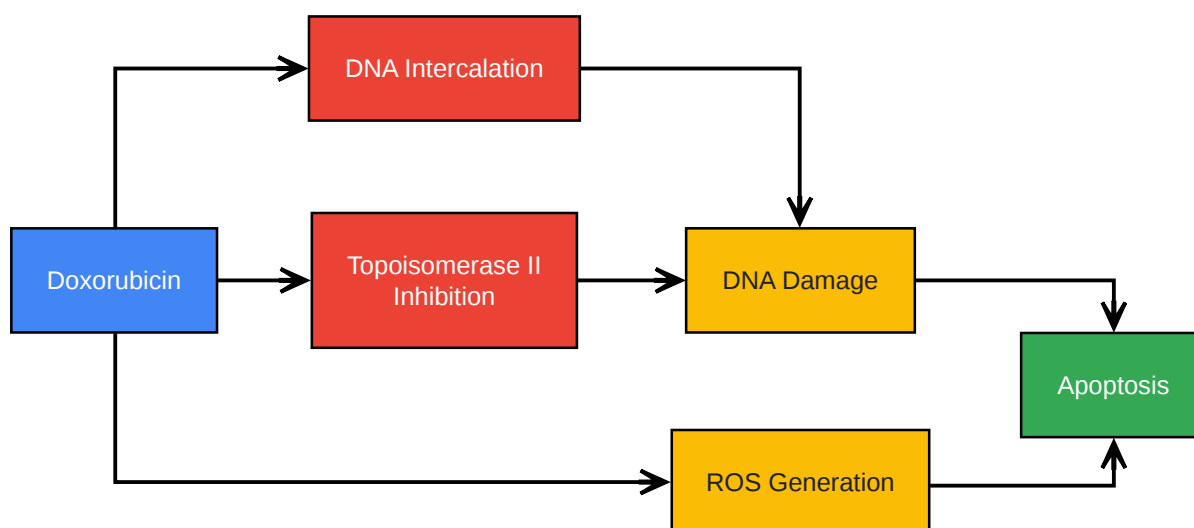 DNA Intercalation
Doxorubicin
Topoisomerase II
Inhibition
DNA Damage
Apoptosis
ROS Generation